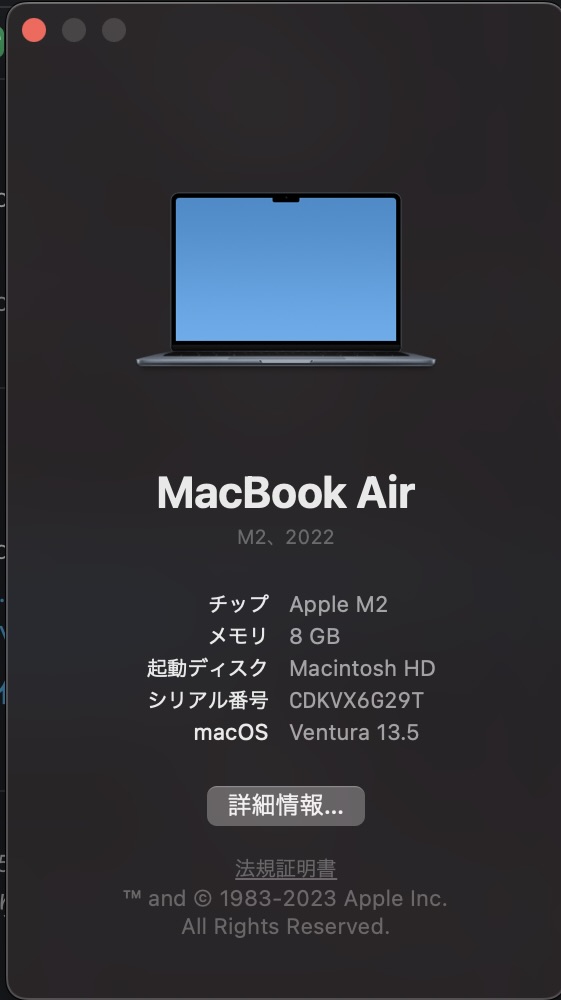 MacBook Air
M2、2022
チップ Apple M2
メモリ 8 GB
起動ディスク Macintosh HD
シリアル番号 CDKVX6G29T
macOS Ventura 13.5
詳細情報...
法規証明書
™ and © 1983-2023 Apple Inc.
All Rights Reserved.